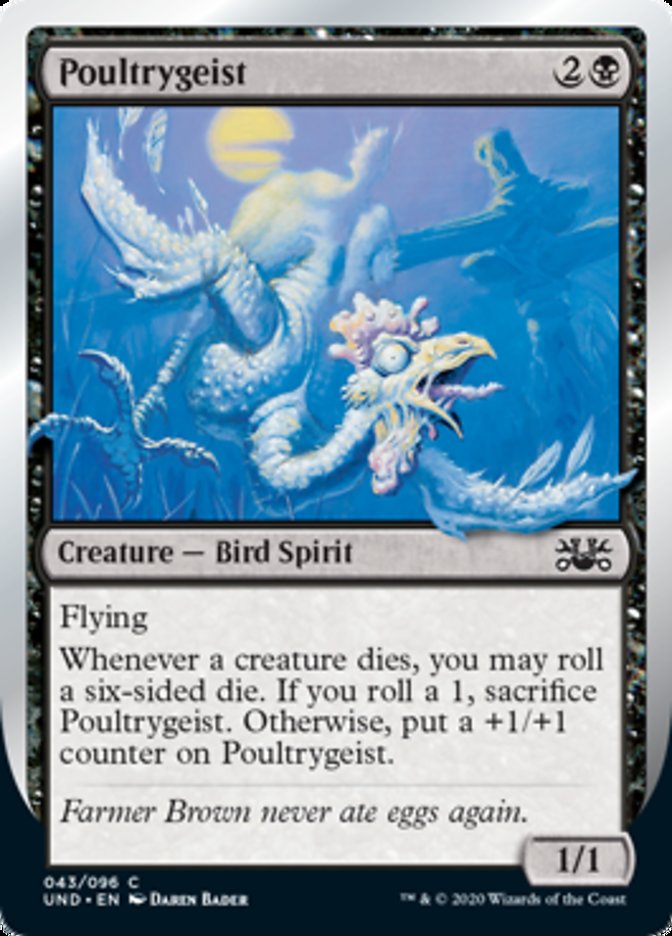 Poultrygeist 2
Creature — Bird Spirit
Flying
Whenever a creature dies, you may roll
a six-sided die. If you roll a 1, sacrifice
Poultrygeist. Otherwise, put a +1/+1
counter on Poultrygeist.
Farmer Brown never ate eggs again.
1/1
043/096 C
UND • EN Daren Bader
™ & © 2020 Wizards of the Coast